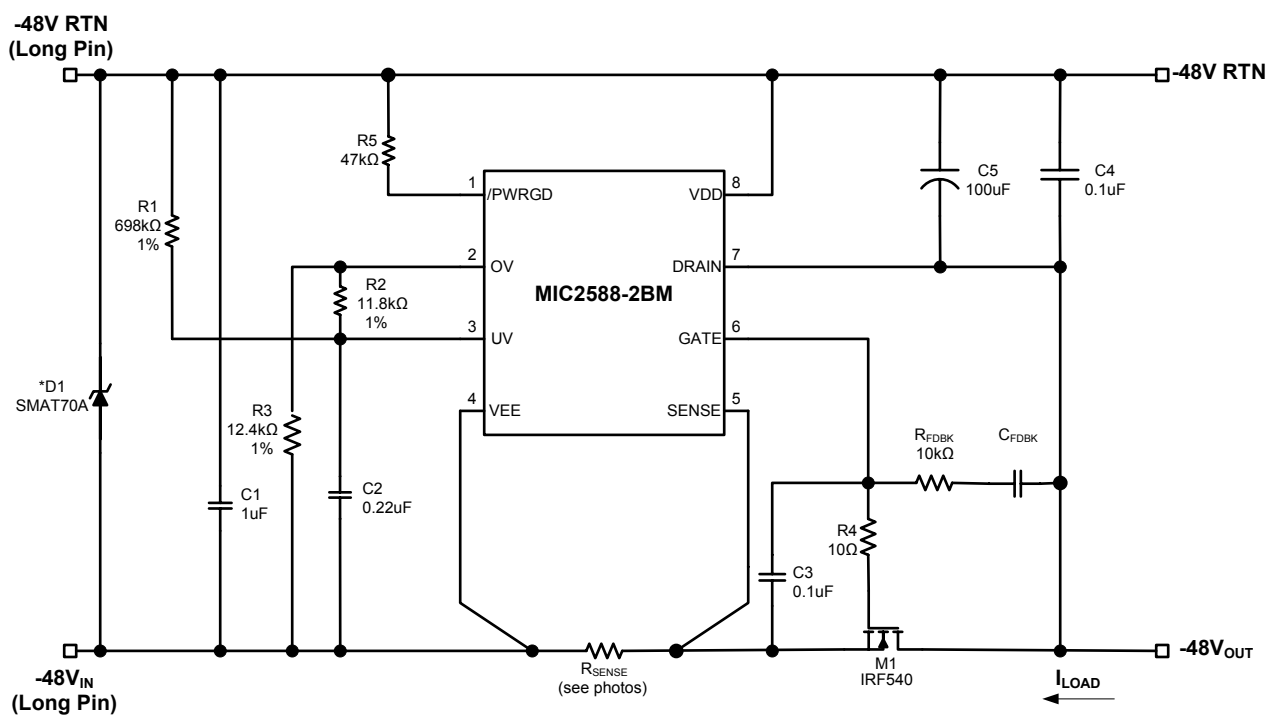 -48V RTN
(Long Pin)
-48V RTN
R5
47kΩ
C5
100uF
C4
0.1uF
R1
698kΩ
1%
1
/PWRGD
VDD
8
2
OV
DRAIN
7
R2
11.8kΩ
1%
MIC2588-2BM
3
UV
GATE
6
*D1
SMAT70A
4
VEE
SENSE
5
R3
12.4kΩ
1%
RFDBK
10kΩ
CFDBK
C1
1uF
C2
0.22uF
R4
10Ω
C3
0.1uF
-48VIN
(Long Pin)
RSENSE
(see photos)
M1
IRF540
-48VOUT
ILOAD